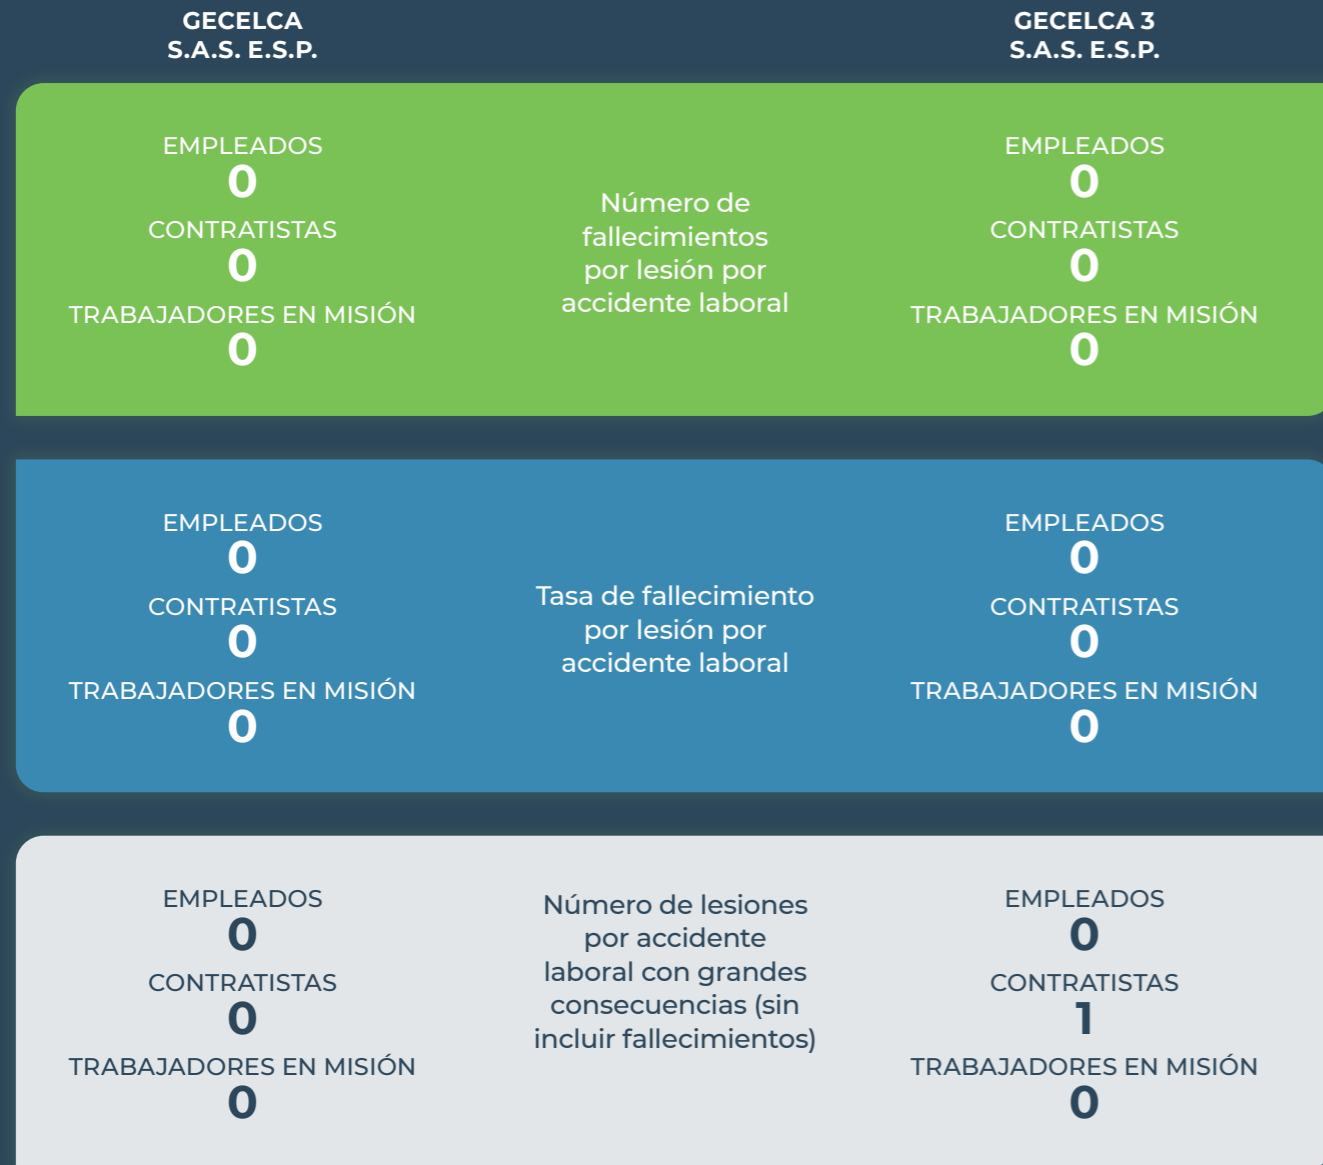 GECELCA
S.A.S. E.S.P.
GECELCA 3
S.A.S. E.S.P.
EMPLEADOS
0
CONTRATISTAS
0
TRABAJADORES EN MISIÓN
0
Número de
fallecimientos
por lesión por
accidente laboral
EMPLEADOS
0
CONTRATISTAS
0
TRABAJADORES EN MISIÓN
0
EMPLEADOS
0
CONTRATISTAS
0
TRABAJADORES EN MISIÓN
0
Tasa de fallecimiento
por lesión por
accidente laboral
EMPLEADOS
0
CONTRATISTAS
0
TRABAJADORES EN MISIÓN
0
EMPLEADOS
0
CONTRATISTAS
0
TRABAJADORES EN MISIÓN
0
Número de lesiones
por accidente
laboral con grandes
consecuencias (sin
incluir fallecimientos)
EMPLEADOS
0
CONTRATISTAS
1
TRABAJADORES EN MISIÓN
0